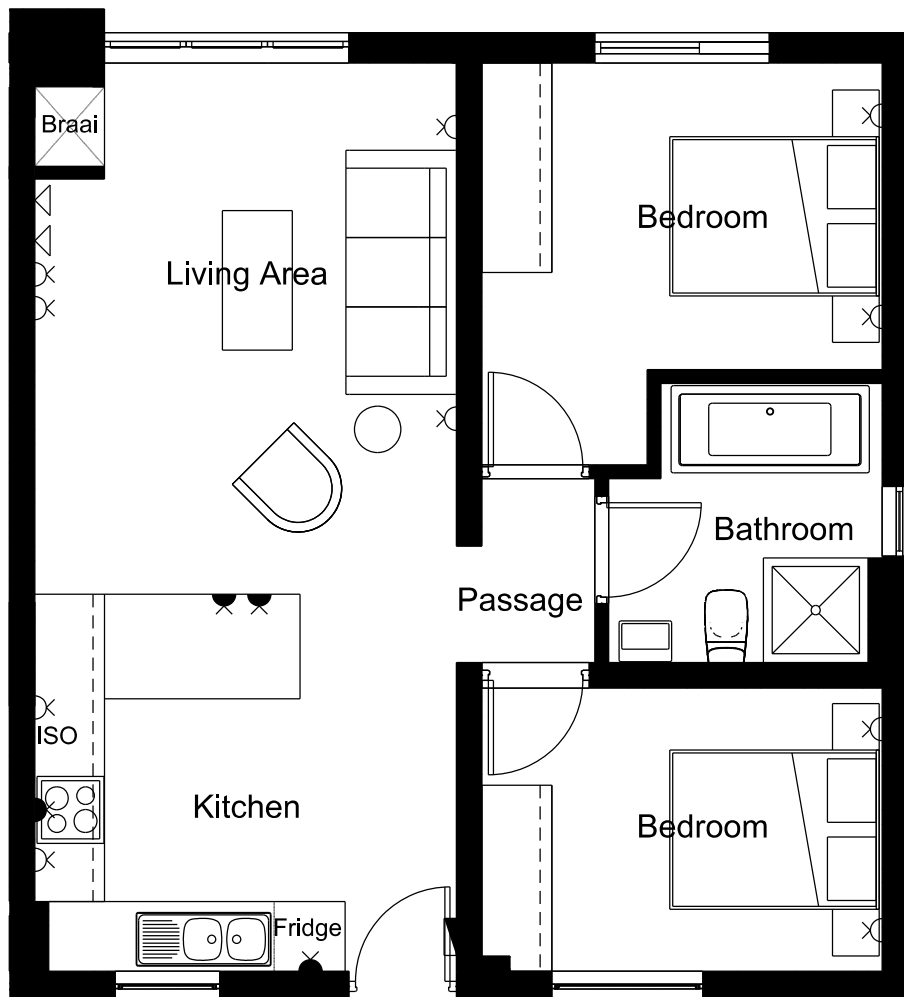 Braai
Bedroom
Living Area
Bathroom
Passage
ISO
Kitchen
Bedroom
Fridge